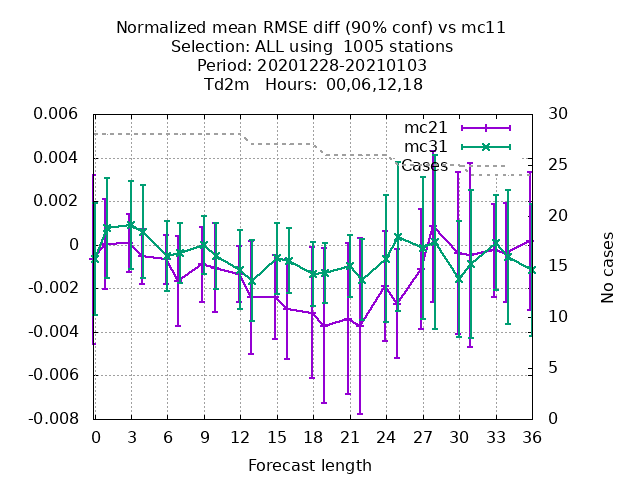 Normalized mean RMSE diff (90% conf) vs mc11
Selection: ALL using  1005 stations
Period: 20201228-20210103
Td2m   Hours:  00,06,12,18
mc21
mc31
Cases
0.006
0.004
0.002
0
-0.002
-0.004
-0.006
-0.008
30
25
20
15
10
5
0
No cases
0 3 6 9 12 15 18 21 24 27 30 33 36
Forecast length